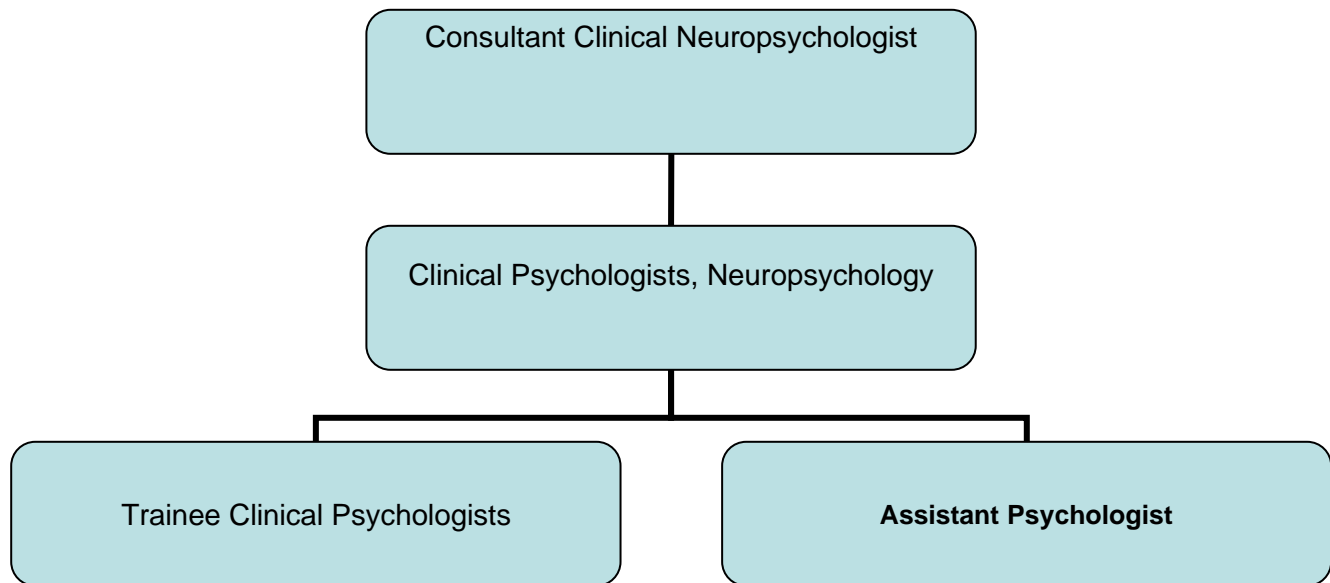 Consultant Clinical Neuropsychologist
Clinical Psychologists, Neuropsychology
Trainee Clinical Psychologists
Assistant Psychologist